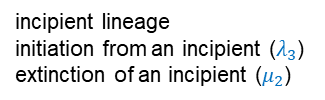 incipient lineage
initiation from an incipient (λ₃)
extinction of an incipient (μ₂)